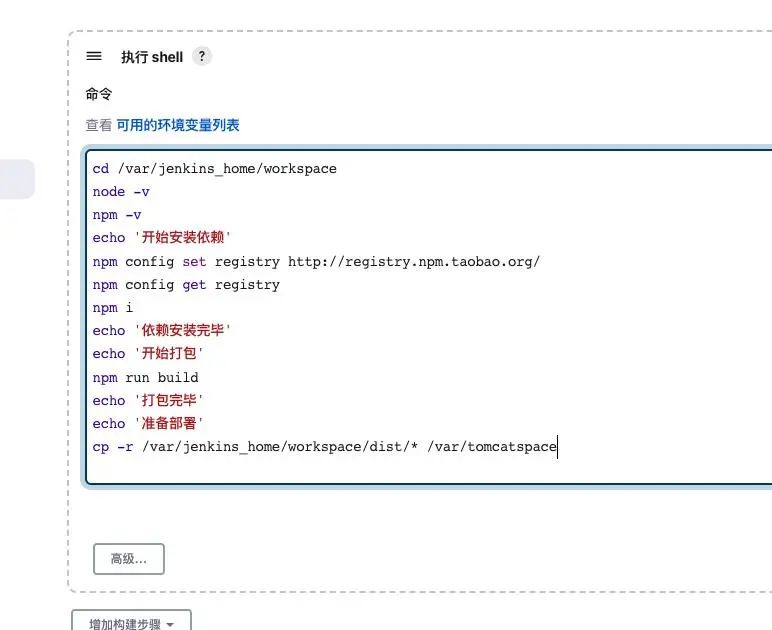 执行 shell ?
命令
查看 可用的环境变量列表
cd /var/jenkins_home/workspace
node -v
npm -v
echo '开始安装依赖'
npm config set registry http://registry.npm.taobao.org/
npm config get registry
npm i
echo '依赖安装完毕'
echo '开始打包'
npm run build
echo '打包完毕'
echo '准备部署'
cp -r /var/jenkins_home/workspace/dist/* /var/tomcatspace
高级...
增加构建步骤